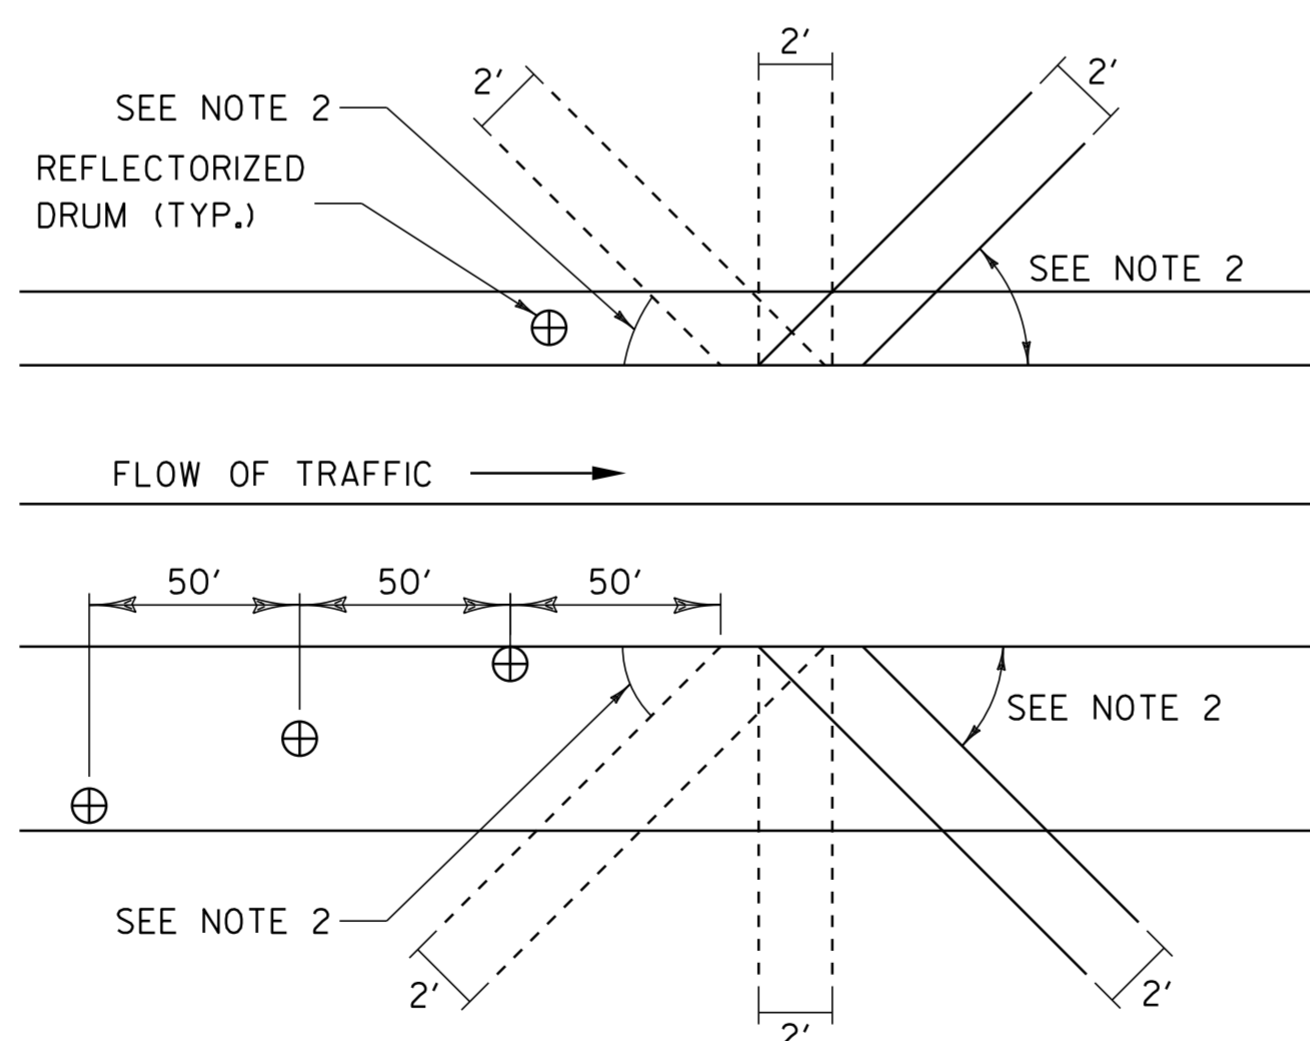 2'
2'
2'
SEE NOTE 2
REFLECTORIZED
DRUM (TYP.)
SEE NOTE 2
FLOW OF TRAFFIC
50' 50' 50'
SEE NOTE 2
SEE NOTE 2
2'
2'
2'